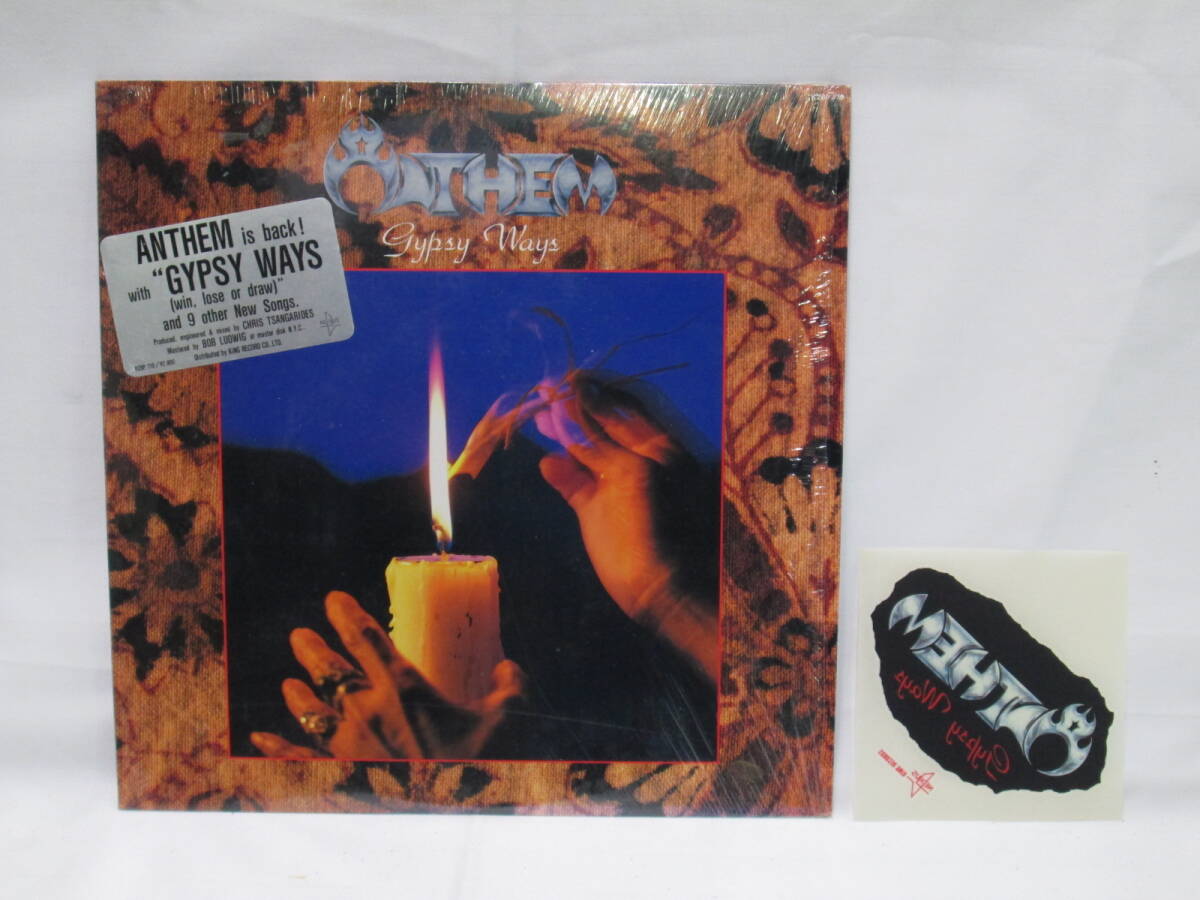 ANTHEM
Gypsy Ways
ANTHEM is back!
with "GYPSY WAYS
(win, lose or draw)"
and 9 other New Songs.
Produced, engineered & mixed by CHRIS TSANGARIDES
Mastered by BOB LUDWIG at master disk N.Y.C.
Distributed by KING RECORD CO. LTD.
ANTHEM
Gypsy Ways